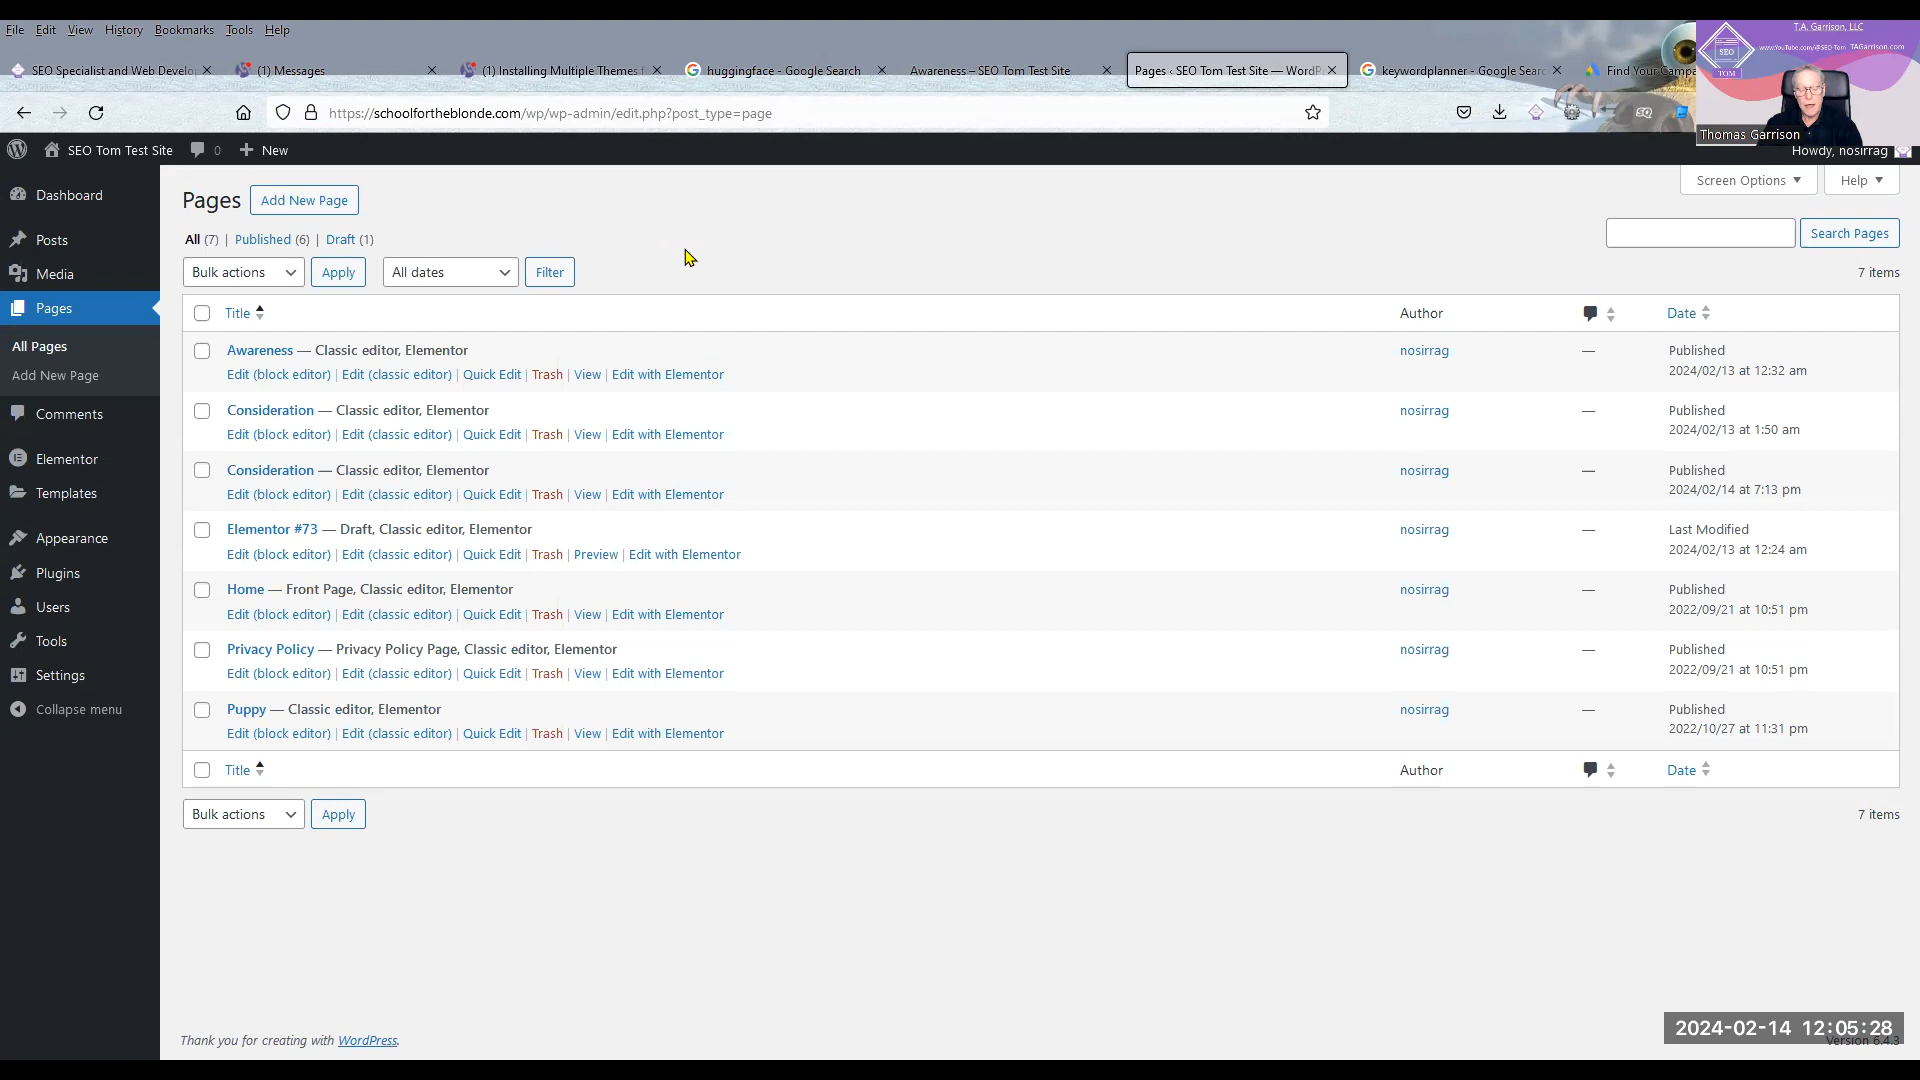 File Edit View History Bookmarks Tools Help
T.A. Garrison, LLC
www.YouTube.com/@SEO-Tom TAGarrison.com
SEO
TOM
SEO Specialist and Web Develo
(1) Messages
(1) Installing Multiple Themes f
huggingface - Google Search
Awareness – SEO Tom Test Site
Pages ‹ SEO Tom Test Site — WordP
keywordplanner - Google Searc
Find Your Campa
https://schoolfortheblonde.com/wp/wp-admin/edit.php?post_type=page
Thomas Garrison
SEO Tom Test Site 0 New
Howdy, nosirrag
Dashboard
Posts
Media
Pages
All Pages
Add New Page
Comments
Elementor
Templates
Appearance
Plugins
Users
Tools
Settings
Collapse menu
Screen Options Help
Pages Add New Page
All (7) | Published (6) | Draft (1)
Search Pages
Bulk actions Apply All dates Filter 7 items
Title Author Date
Awareness — Classic editor, Elementor nosirrag — Published
Edit (block editor) | Edit (classic editor) | Quick Edit | Trash | View | Edit with Elementor 2024/02/13 at 12:32 am
Consideration — Classic editor, Elementor nosirrag — Published
Edit (block editor) | Edit (classic editor) | Quick Edit | Trash | View | Edit with Elementor 2024/02/13 at 1:50 am
Consideration — Classic editor, Elementor nosirrag — Published
Edit (block editor) | Edit (classic editor) | Quick Edit | Trash | View | Edit with Elementor 2024/02/14 at 7:13 pm
Elementor #73 — Draft, Classic editor, Elementor nosirrag — Last Modified
Edit (block editor) | Edit (classic editor) | Quick Edit | Trash | Preview | Edit with Elementor 2024/02/13 at 12:24 am
Home — Front Page, Classic editor, Elementor nosirrag — Published
Edit (block editor) | Edit (classic editor) | Quick Edit | Trash | View | Edit with Elementor 2022/09/21 at 10:51 pm
Privacy Policy — Privacy Policy Page, Classic editor, Elementor nosirrag — Published
Edit (block editor) | Edit (classic editor) | Quick Edit | Trash | View | Edit with Elementor 2022/09/21 at 10:51 pm
Puppy — Classic editor, Elementor nosirrag — Published
Edit (block editor) | Edit (classic editor) | Quick Edit | Trash | View | Edit with Elementor 2022/10/27 at 11:31 pm
Title Author Date
Bulk actions Apply 7 items
Thank you for creating with WordPress.
2024-02-14 12:05:28
Version 6.4.3